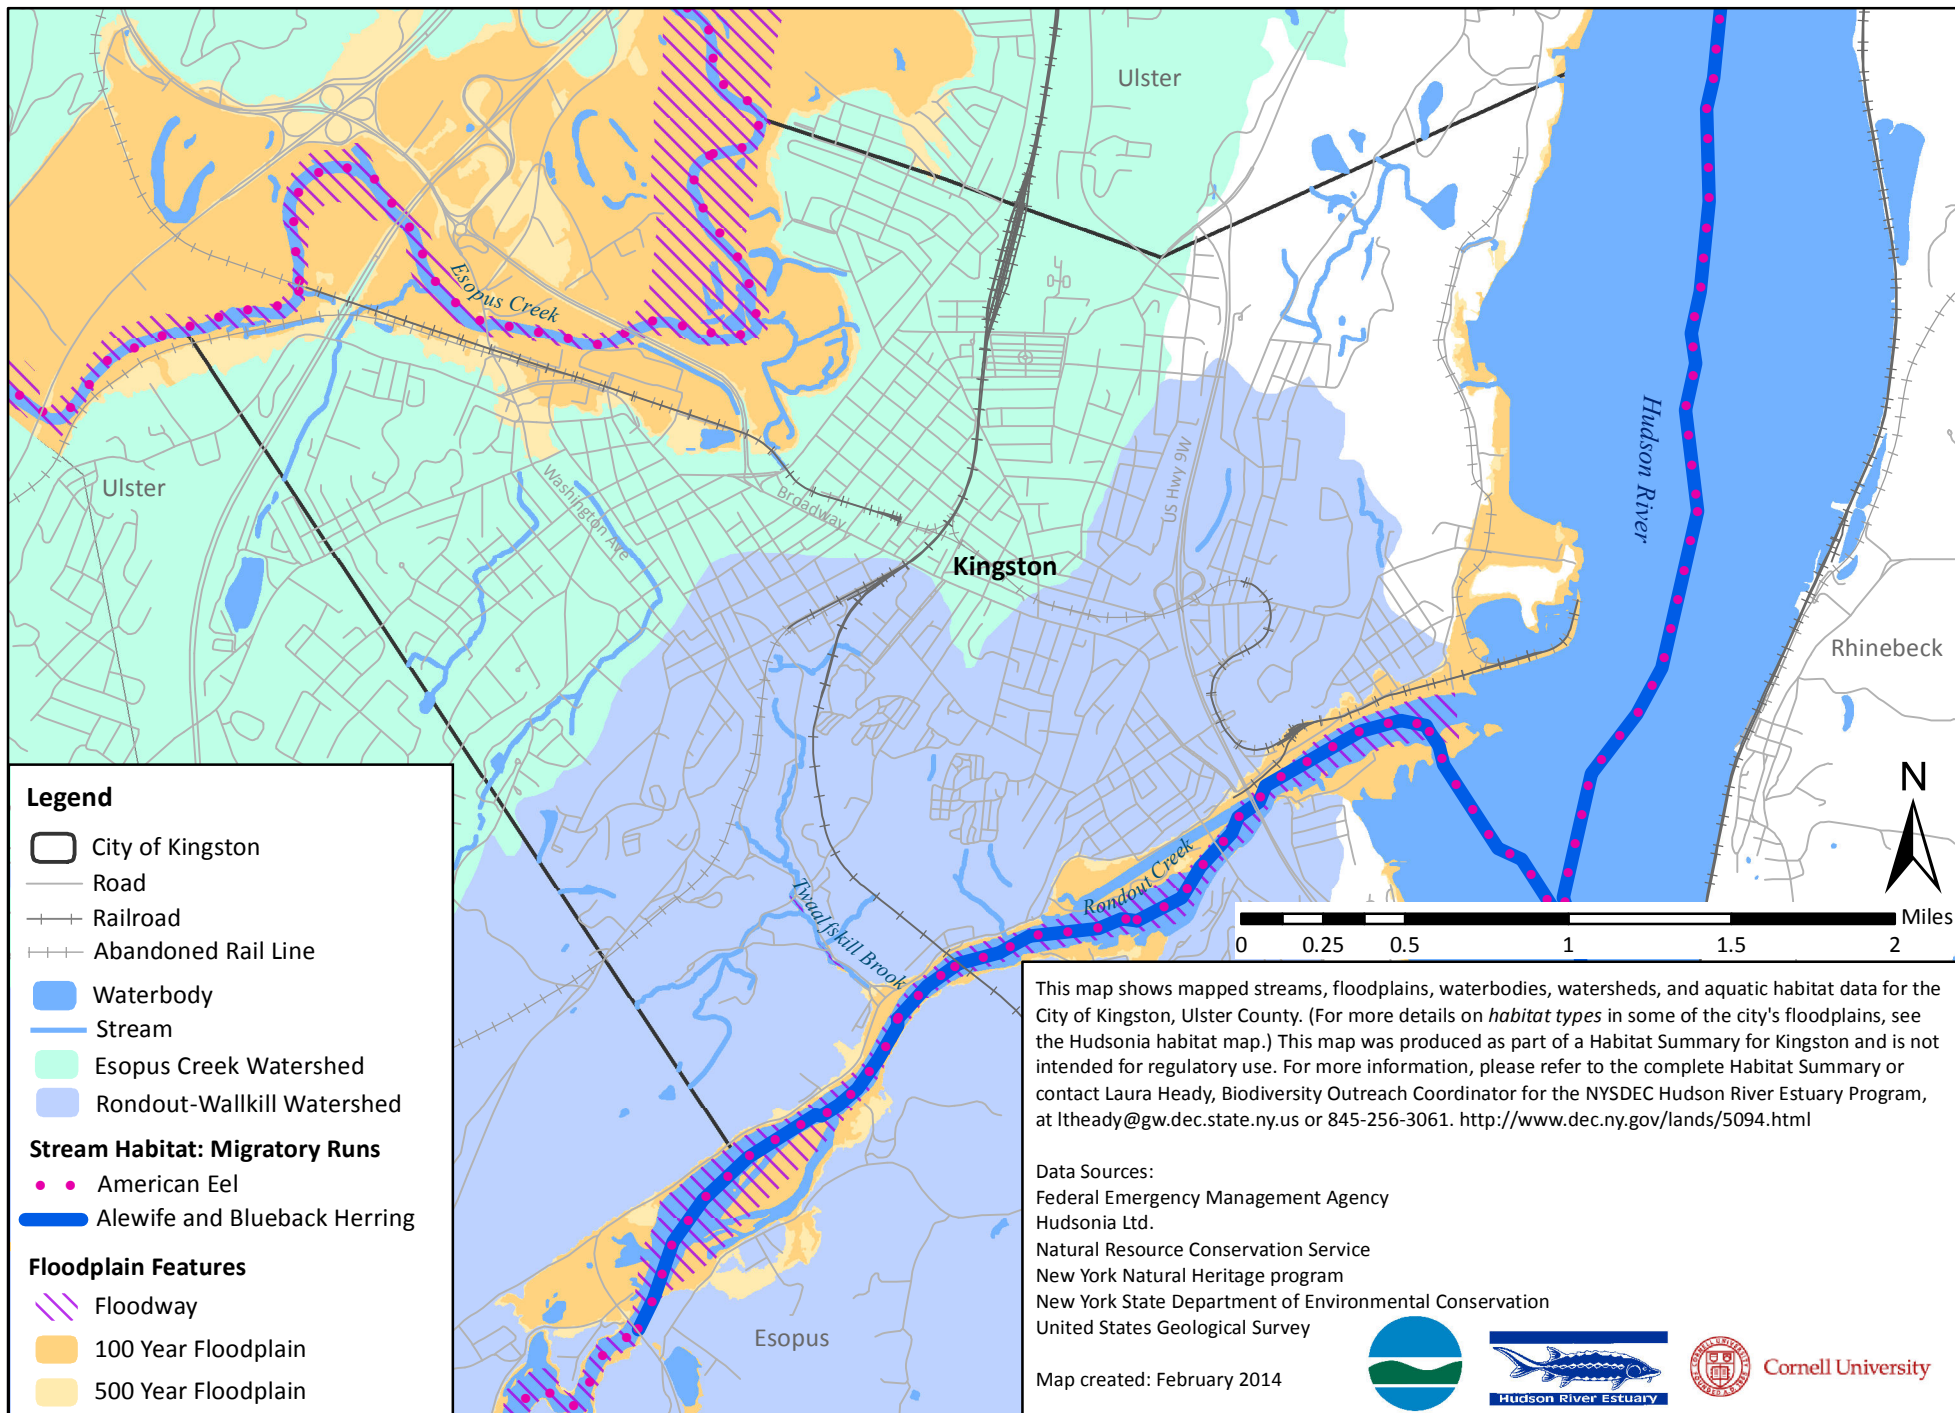 Ulster
Esopus Creek
Hudson River
Ulster
Washington Ave
Broadway
US Hwy 9W
Kingston
Rhinebeck
Twaalfskill Brook
Rondout Creek
Esopus
N
Miles
0 0.25 0.5 1 1.5 2
Legend
City of Kingston
Road
Railroad
Abandoned Rail Line
Waterbody
Stream
Esopus Creek Watershed
Rondout-Wallkill Watershed
Stream Habitat: Migratory Runs
American Eel
Alewife and Blueback Herring
Floodplain Features
Floodway
100 Year Floodplain
500 Year Floodplain
This map shows mapped streams, floodplains, waterbodies, watersheds, and aquatic habitat data for the
City of Kingston, Ulster County. (For more details on habitat types in some of the city's floodplains, see
the Hudsonia habitat map.) This map was produced as part of a Habitat Summary for Kingston and is not
intended for regulatory use. For more information, please refer to the complete Habitat Summary or
contact Laura Heady, Biodiversity Outreach Coordinator for the NYSDEC Hudson River Estuary Program,
at ltheady@gw.dec.state.ny.us or 845-256-3061. http://www.dec.ny.gov/lands/5094.html
Data Sources:
Federal Emergency Management Agency
Hudsonia Ltd.
Natural Resource Conservation Service
New York Natural Heritage program
New York State Department of Environmental Conservation
United States Geological Survey
Map created: February 2014
Hudson River Estuary
Cornell University